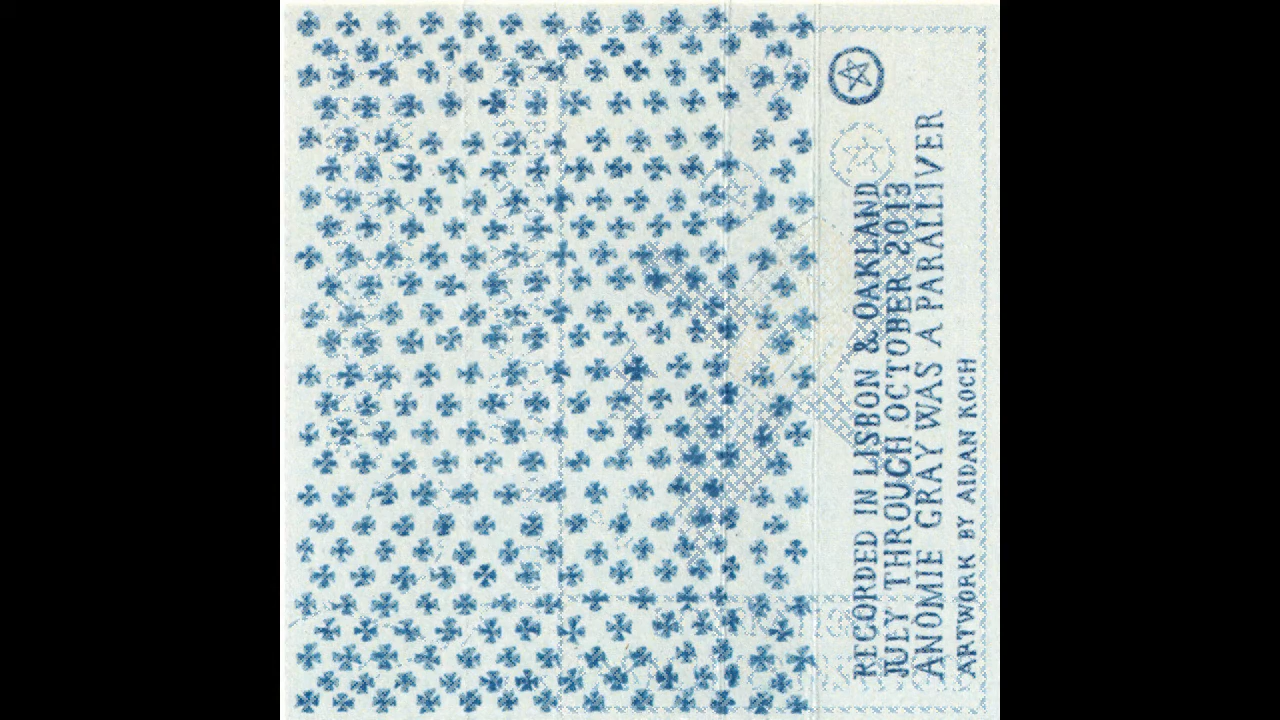 RECORDED IN LISBON & OAKLAND
JULY THROUGH OCTOBER 2013
ANOMIE GRAY WAS A PARALLIVER
ARTWORK BY AIDAN KOCH